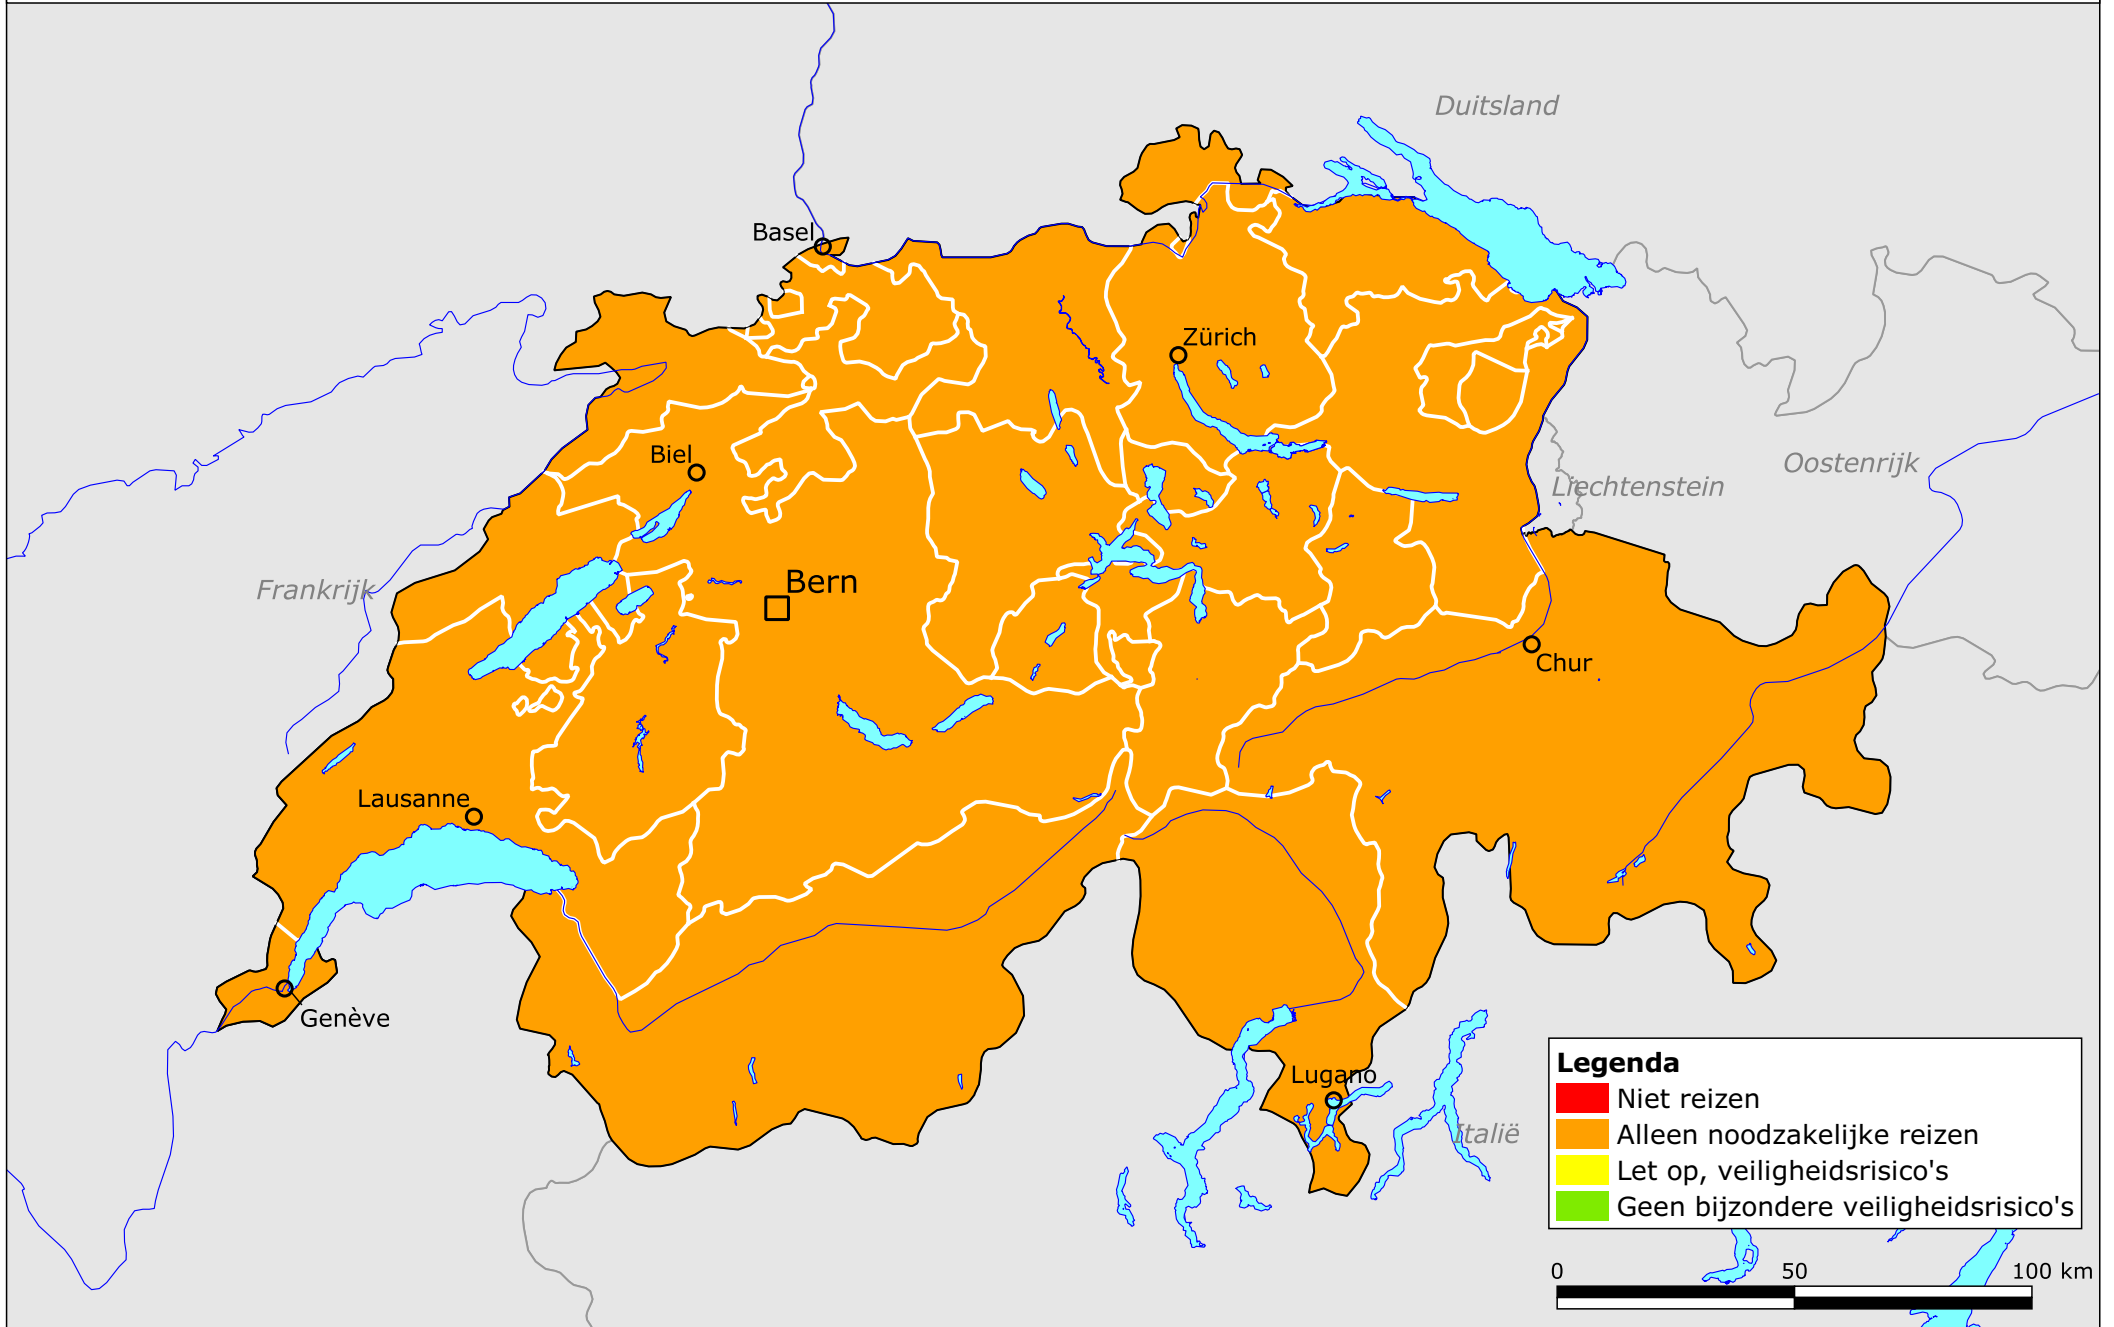 Duitsland
Basel
Zürich
Biel
Liechtenstein
Oostenrijk
Frankrijk
Bern
Chur
Lausanne
Genève
Lugano
Italië
Legenda
Niet reizen
Alleen noodzakelijke reizen
Let op, veiligheidsrisico's
Geen bijzondere veiligheidsrisico's
0 50 100 km